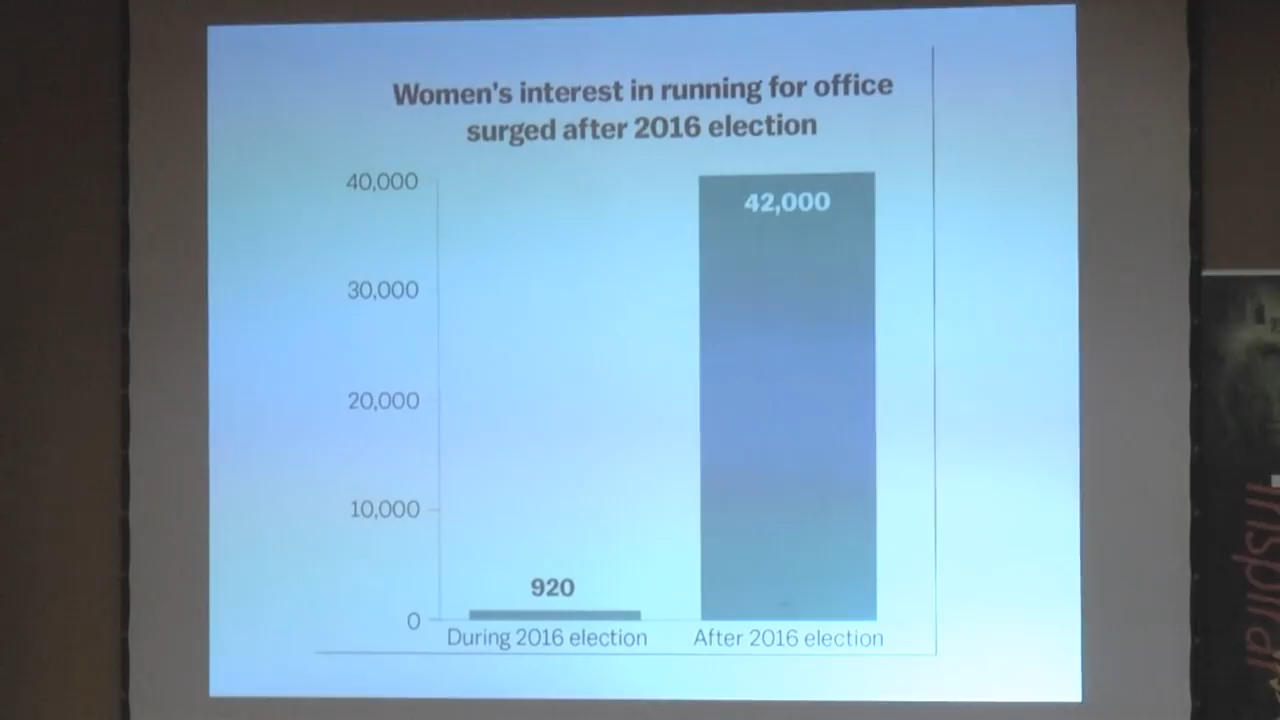 Women's interest in running for office
surged after 2016 election
40,000
42,000
30,000
20,000
10,000
920
0
During 2016 election
After 2016 election